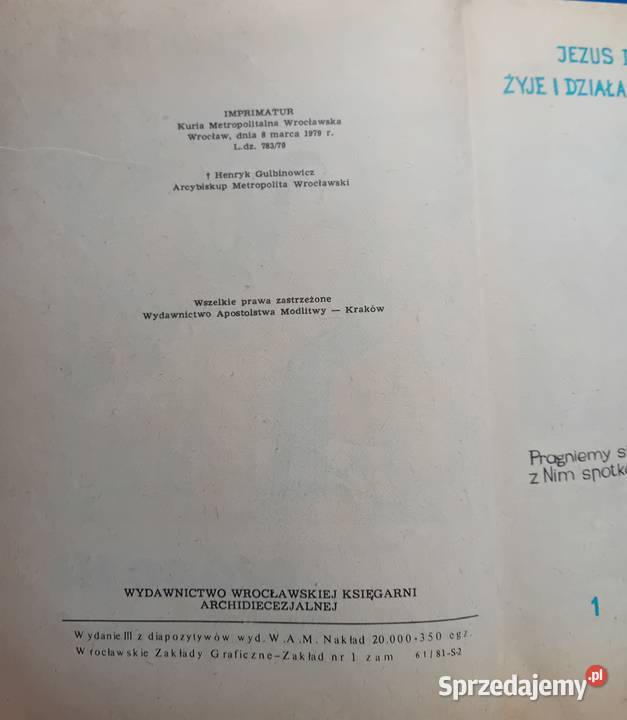 IMPRIMATUR
Kuria Metropolitalna Wrocławska
Wrocław, dnia 8 marca 1979 r.
L.dz. 783/79
† Henryk Gulbinowicz
Arcybiskup Metropolita Wrocławski
Wszelkie prawa zastrzeżone
Wydawnictwo Apostolstwa Modlitwy — Kraków
WYDAWNICTWO WROCŁAWSKIEJ KSIĘGARNI
ARCHIDIECEZJALNEJ
Wydanie III z diapozytywów wyd. W.A.M. Nakład 20.000+350 egz.
Wrocławskie Zakłady Graficzne–Zakład nr 1 zam 61/81-S-2
JEZUS
ŻYJE I DZIAŁA
Pragniemy
z Nim
1
Sprzedajemy.pl